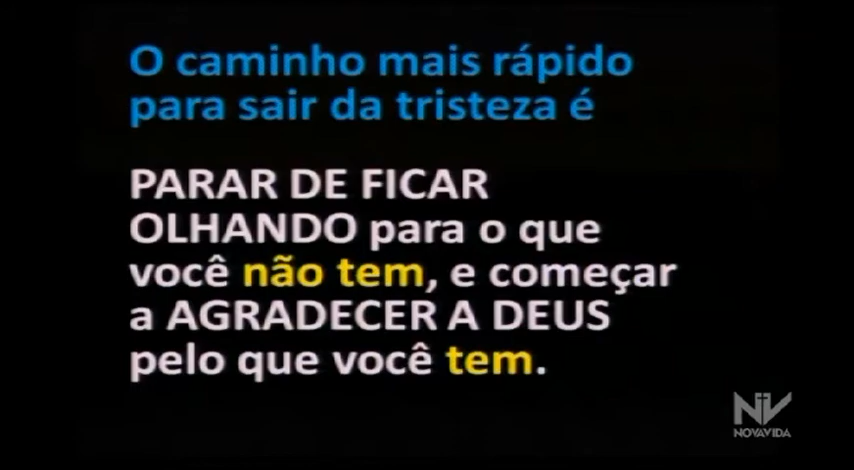 O caminho mais rápido
para sair da tristeza é
PARAR DE FICAR
OLHANDO para o que
você não tem, e começar
a AGRADECER A DEUS
pelo que você tem.
NV
NOVAVIDA